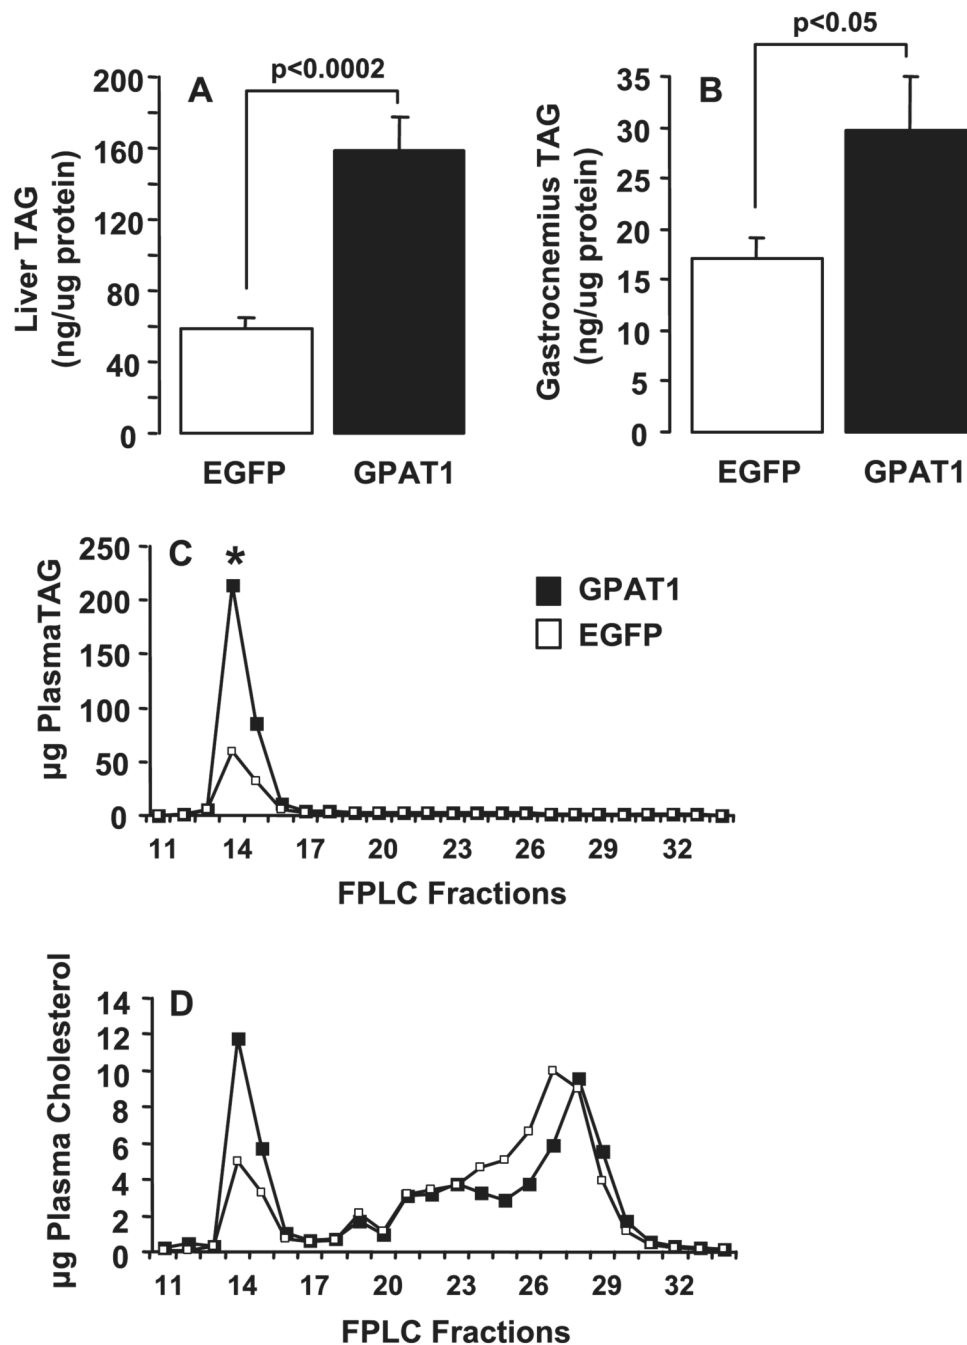 p<0.0002
A
Liver TAG
(ng/ug protein)
200
160
120
80
40
0
EGFP GPAT1
p<0.05
B
Gastrocnemius TAG
(ng/ug protein)
35
30
25
20
15
10
5
0
EGFP GPAT1
C
*
µg PlasmaTAG
250
200
150
100
50
0
GPAT1
EGFP
11 14 17 20 23 26 29 32
FPLC Fractions
D
µg Plasma Cholesterol
14
12
10
8
6
4
2
0
11 14 17 20 23 26 29 32
FPLC Fractions